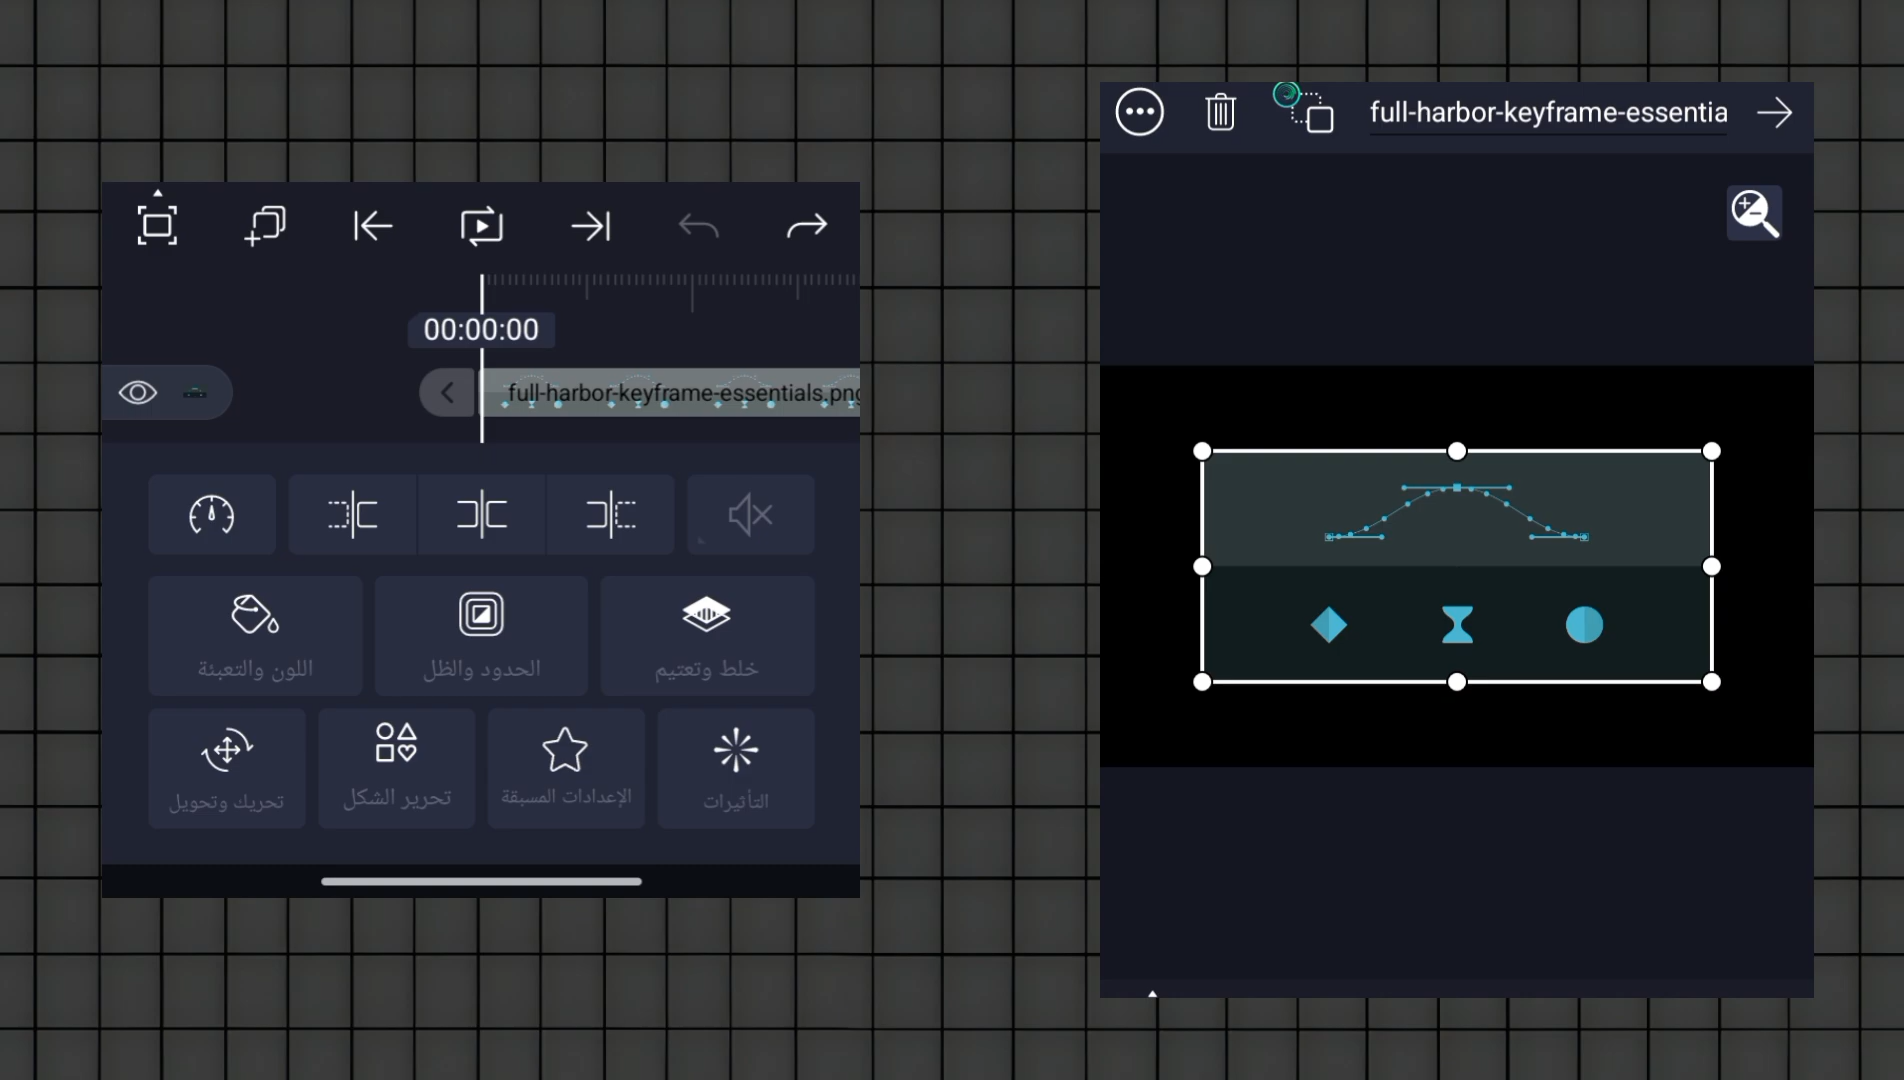 full-harbor-keyframe-essentia
00:00:00
full-harbor-keyframe-essentials.png
خلط وتعتيم
الحدود والظل
اللون والتعبئة
التأثيرات
الإعدادات المسبقة
تحرير الشكل
تحريك وتحويل